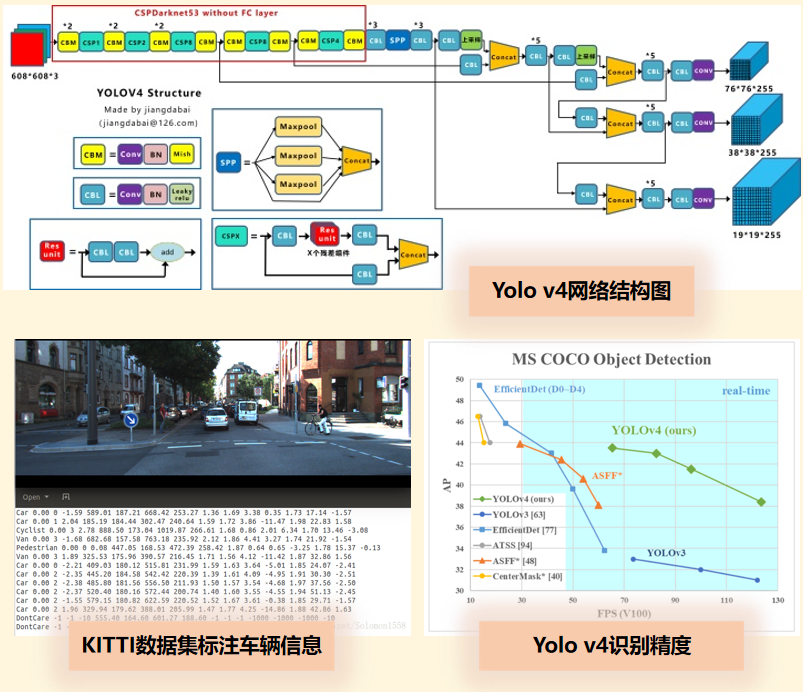 CSPDarknet53 without FC layer
*2 *2 *2 *3 *3
CBM CSP1 CBM CSP2 CBM CSP8 CBM CBM CSP8 CBM CBM CSP4 CBM CBL SPP CBL CBL 上采样
CBL Concat *5 CBL CBL 上采样
CBL Concat *5 CBL CBL CONV
608*608*3
76*76*255
YOLOV4 Structure
Made by jiangdabai
(jiangdabai@126.com)
CBL Concat *5 CBL CBL CONV
38*38*255
CBM = Conv BN Mish
CBL = Conv BN Leaky relu
SPP = Maxpool Maxpool Maxpool Concat
CBL Concat *5 CBL CBL CONV
19*19*255
Res unit = CBL CBL add
CSPX = CBL Res unit CBL
X个残差组件
CBL Concat
Yolo v4网络结构图
Open
Car 0.00 0 -1.59 589.01 187.21 668.42 253.27 1.36 1.69 3.38 0.35 1.73 17.14 -1.57
Car 0.00 1 2.04 185.19 184.44 302.47 240.64 1.59 1.72 3.86 -11.47 1.98 22.83 1.58
Cyclist 0.00 3 2.78 888.50 173.04 1019.87 266.61 1.68 0.86 2.01 6.34 1.70 13.46 -3.08
Van 0.00 3 -1.68 682.68 157.58 763.18 235.92 2.12 1.86 4.41 3.27 1.74 21.92 -1.54
Pedestrian 0.00 0 0.08 447.05 168.53 472.39 258.42 1.87 0.64 0.65 -3.25 1.78 15.37 -0.13
Van 0.00 3 1.89 325.53 175.96 390.57 216.45 1.71 1.56 4.12 -11.42 1.87 32.86 1.56
Car 0.00 0 -2.21 409.03 180.12 515.81 231.99 1.59 1.63 3.64 -5.01 1.85 24.07 -2.41
Car 0.00 2 -2.35 445.20 184.58 542.42 220.39 1.39 1.61 4.09 -4.95 1.91 30.30 -2.51
Car 0.00 2 -2.38 485.80 181.56 556.50 211.93 1.50 1.57 3.54 -4.68 1.97 37.56 -2.50
Car 0.00 2 -2.37 520.40 180.16 572.44 200.74 1.40 1.60 3.55 -4.55 1.94 51.13 -2.45
Car 0.00 2 -1.55 579.15 180.82 622.59 220.52 1.52 1.67 3.61 -0.38 1.85 29.71 -1.57
Car 0.00 2 1.96 329.94 179.62 388.01 205.99 1.47 1.77 4.25 -14.86 1.88 42.86 1.63
DontCare -1 -1 -10 555.40 164.60 601.27 188.60 -1 -1 -1 -1000 -1000 -1000 -10
DontCare -1
KITTI数据集标注车辆信息
MS COCO Object Detection
EfficientDet (D0~D4)
real-time
YOLOv4 (ours)
ASFF*
YOLOv3
AP
50
48
46
44
42
40
38
36
34
32
30
YOLOv4 (ours)
YOLOv3 [63]
EfficientDet [77]
ATSS [94]
ASFF* [48]
CenterMask* [40]
10 30 50 70 90 110 130
FPS (V100)
Yolo v4识别精度